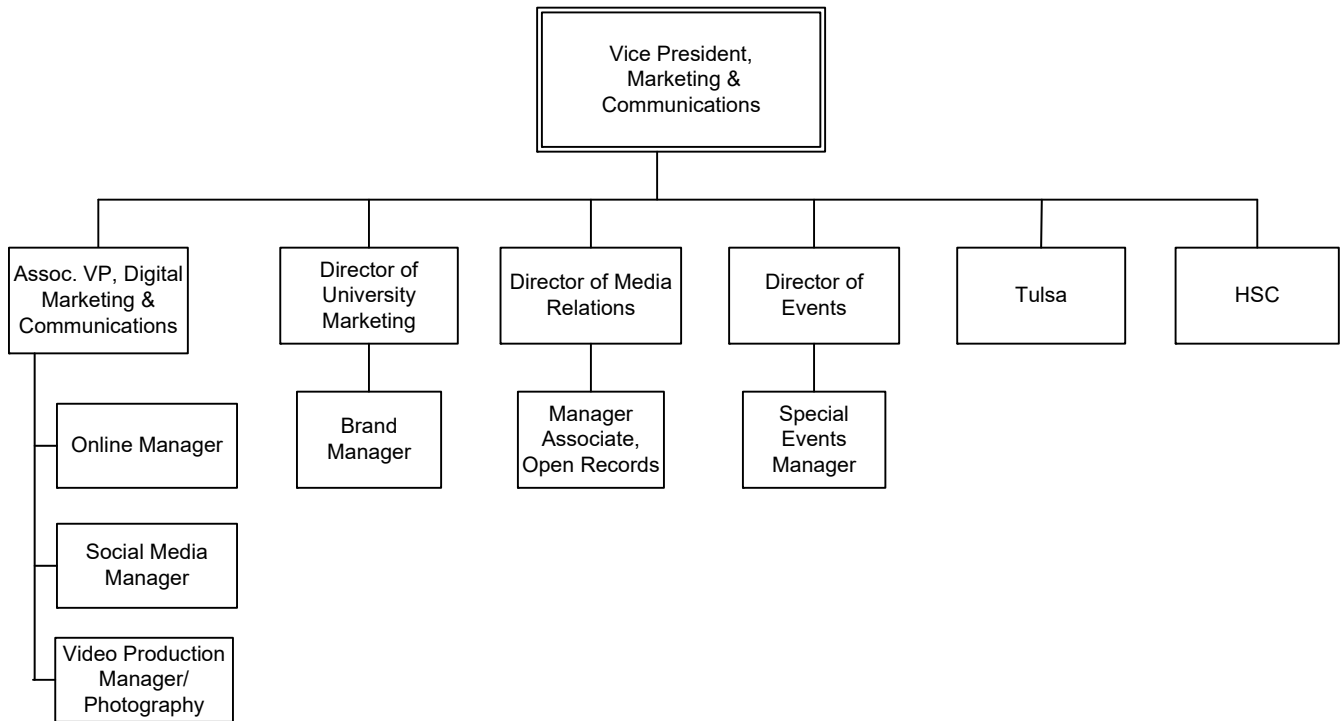 Vice President,
Marketing &
Communications
Assoc. VP, Digital
Marketing &
Communications
Director of
University
Marketing
Director of Media
Relations
Director of
Events
Tulsa
HSC
Online Manager
Brand
Manager
Manager
Associate,
Open Records
Special
Events
Manager
Social Media
Manager
Video Production
Manager/
Photography